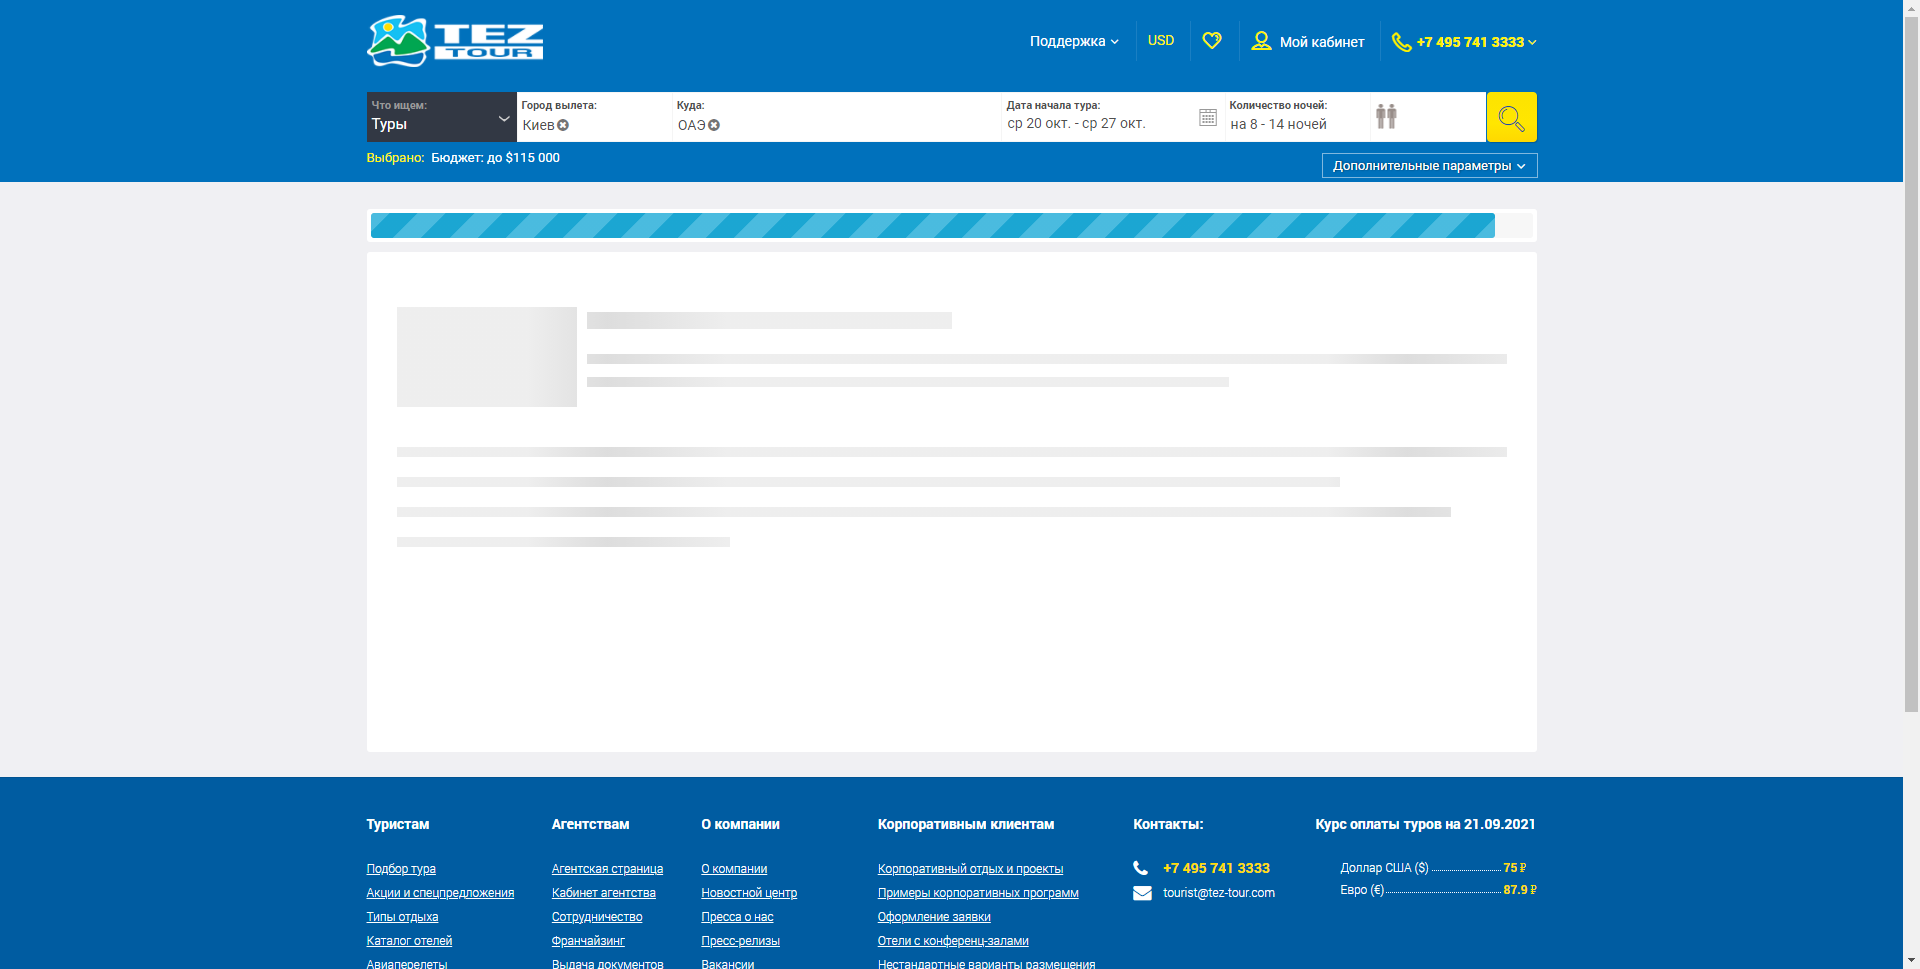 TEZ
TOUR
Поддержка
USD
Мой кабинет
+7 495 741 3333
Что ищем:
Туры
Город вылета:
Киев
Куда:
ОАЭ
Дата начала тура:
ср 20 окт. - ср 27 окт.
Количество ночей:
на 8 - 14 ночей
Выбрано: Бюджет: до $115 000
Дополнительные параметры
Туристам
Подбор тура
Акции и спецпредложения
Типы отдыха
Каталог отелей
Авиаперелеты
Агентствам
Агентская страница
Кабинет агентства
Сотрудничество
Франчайзинг
Выдача документов
О компании
О компании
Новостной центр
Пресса о нас
Пресс-релизы
Вакансии
Корпоративным клиентам
Корпоративный отдых и проекты
Примеры корпоративных программ
Оформление заявки
Отели с конференц-залами
Нестандартные варианты размещения
Контакты:
+7 495 741 3333
tourist@tez-tour.com
Курс оплаты туров на 21.09.2021
Доллар США ($) 75 ₽
Евро (€) 87.9 ₽